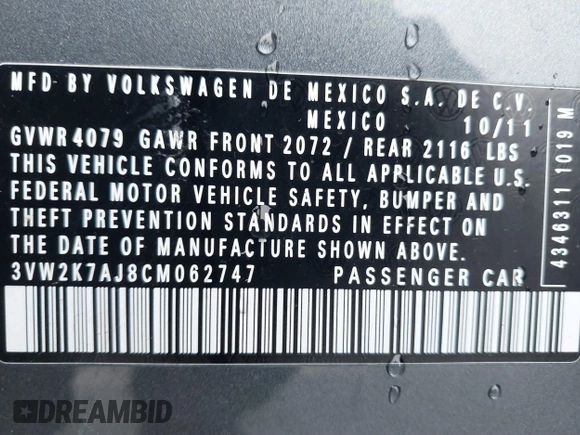 MFD BY VOLKSWAGEN DE MEXICO S.A. DE C.V.
MEXICO 10/11
GVWR4079 GAWR FRONT 2072 / REAR 2116 LBS
THIS VEHICLE CONFORMS TO ALL APPLICABLE U.S.
FEDERAL MOTOR VEHICLE SAFETY, BUMPER AND
THEFT PREVENTION STANDARDS IN EFFECT ON
THE DATE OF MANUFACTURE SHOWN ABOVE.
3VW2K7AJ8CM062747 PASSENGER CAR
4346311 1019 M
DREAMBID